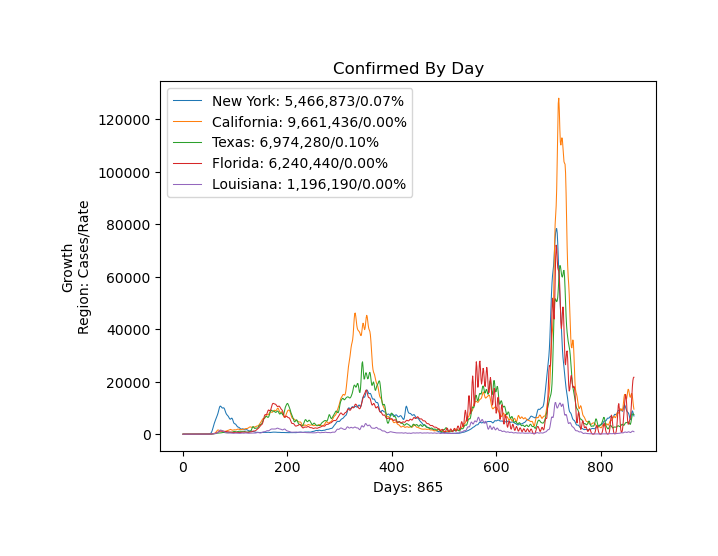 Confirmed By Day
New York: 5,466,873/0.07%
California: 9,661,436/0.00%
Texas: 6,974,280/0.10%
Florida: 6,240,440/0.00%
Louisiana: 1,196,190/0.00%
Growth
Region: Cases/Rate
120000
100000
80000
60000
40000
20000
0
0 200 400 600 800
Days: 865